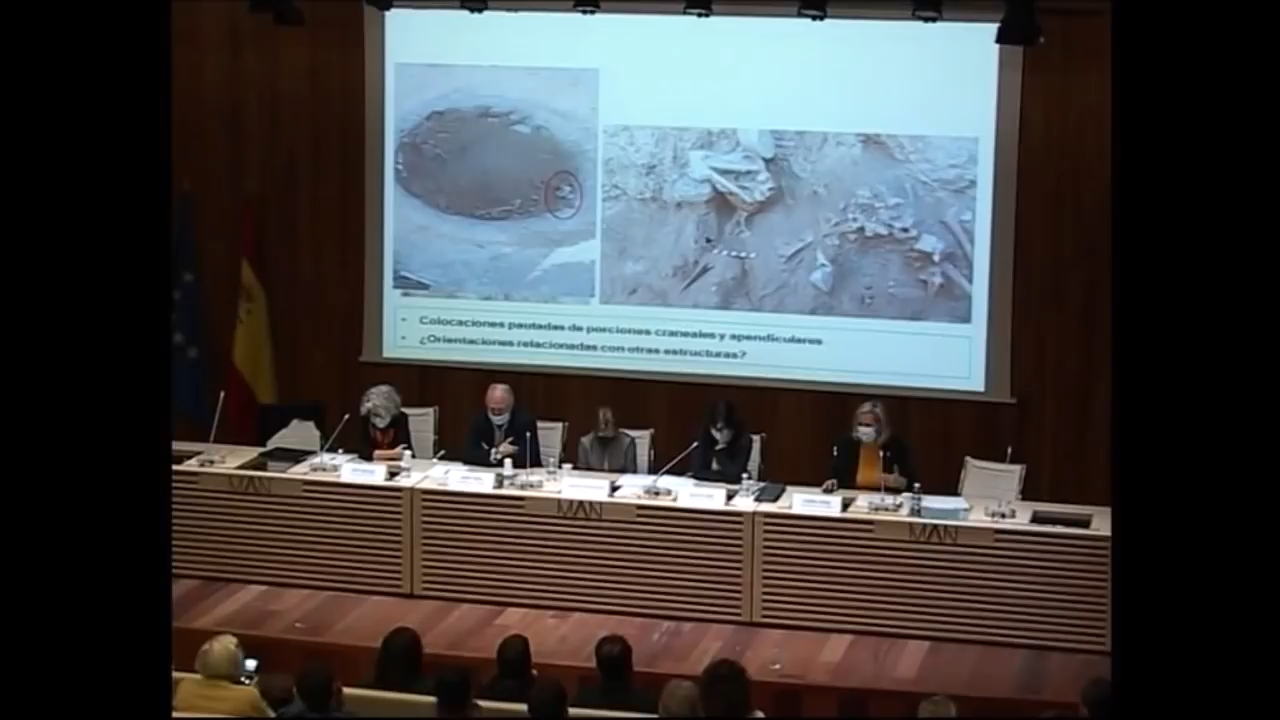 Colocaciones pautadas de porciones craneales y apendiculares
¿Orientaciones relacionadas con otras estructuras?
MAN
MAN
MAN